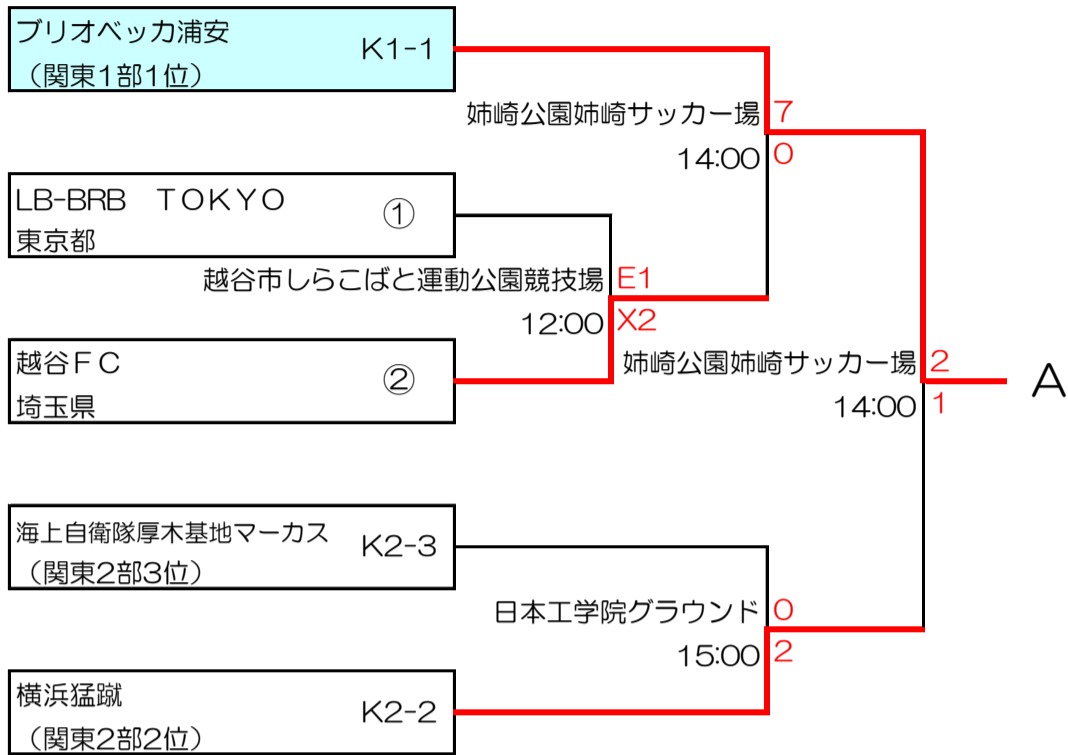 ブリオベッカ浦安
（関東1部1位）
K1-1
姉崎公園姉崎サッカー場 7
14:00 0
LB-BRB　TOKYO
東京都
①
越谷市しらこばと運動公園競技場 E1
12:00 X2
越谷FC
埼玉県
②
姉崎公園姉崎サッカー場 2
14:00 1
A
海上自衛隊厚木基地マーカス
（関東2部3位）
K2-3
日本工学院グラウンド 0
15:00 2
横浜猛蹴
（関東2部2位）
K2-2